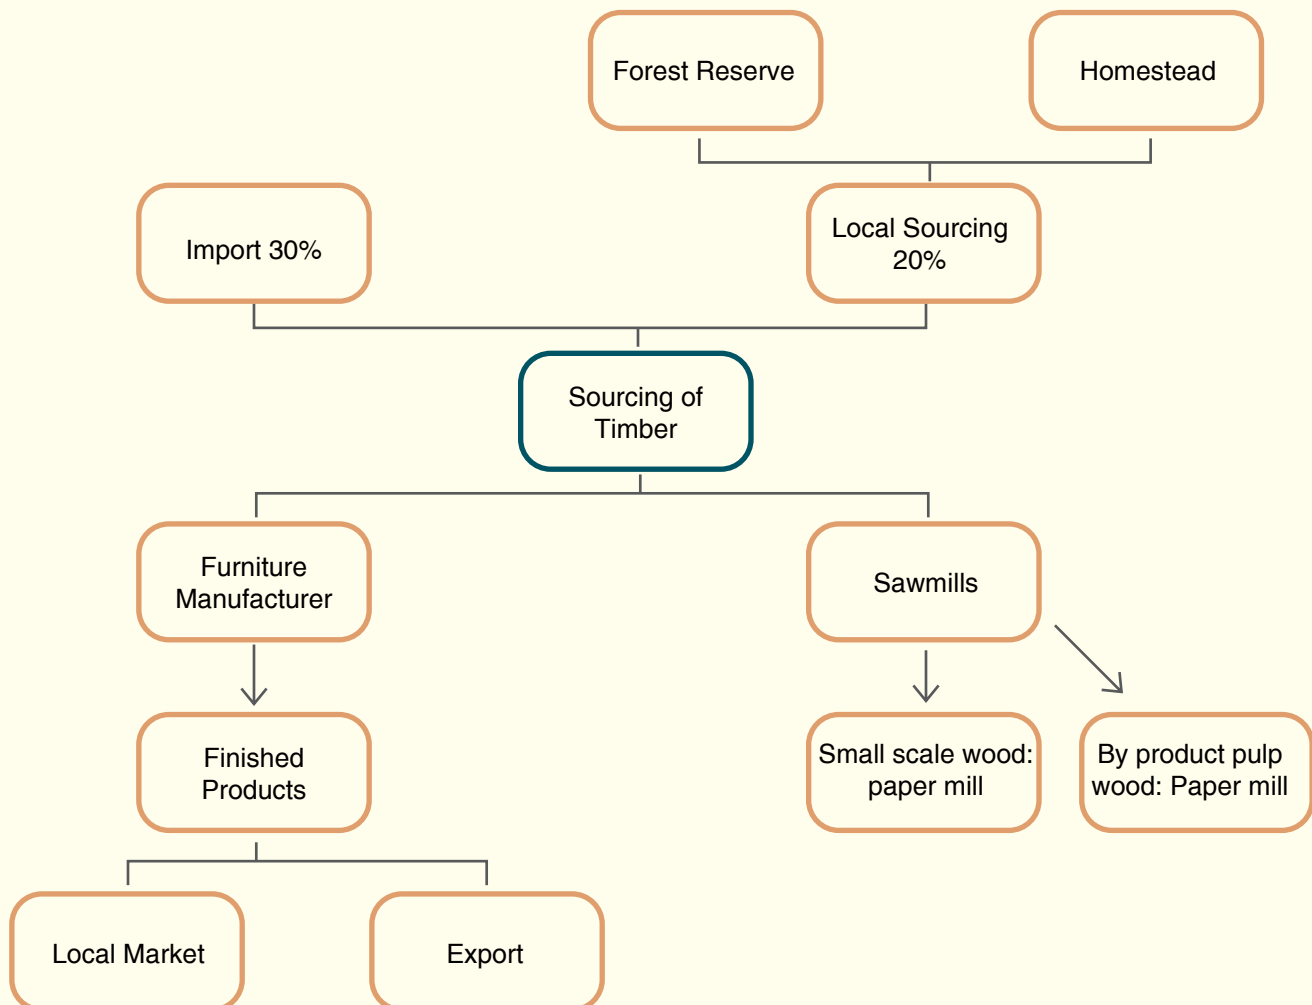 Forest Reserve
Homestead
Import 30%
Local Sourcing
20%
Sourcing of
Timber
Furniture
Manufacturer
Sawmills
Finished
Products
Small scale wood:
paper mill
By product pulp
wood: Paper mill
Local Market
Export